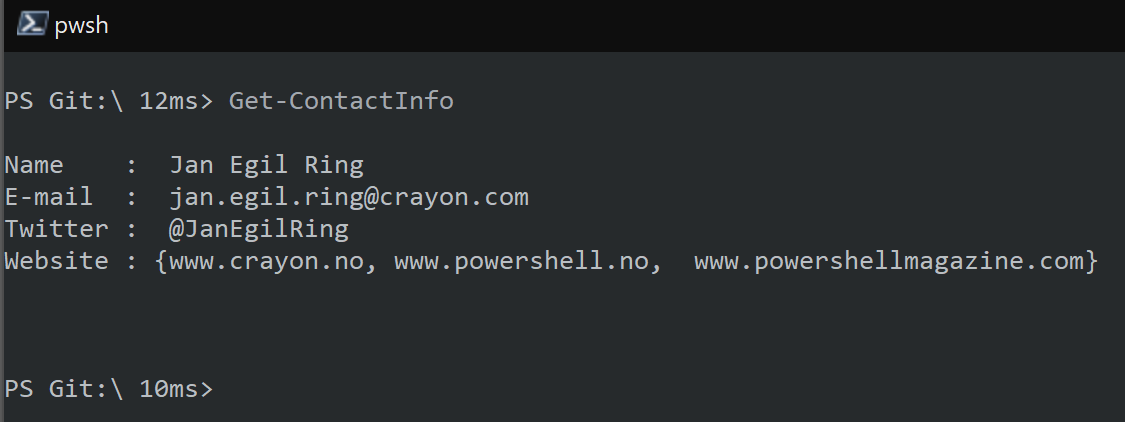 pwsh
PS Git:\ 12ms> Get-ContactInfo
Name    :  Jan Egil Ring
E-mail  :  jan.egil.ring@crayon.com
Twitter :  @JanEgilRing
Website : {www.crayon.no, www.powershell.no,  www.powershellmagazine.com}
PS Git:\ 10ms>